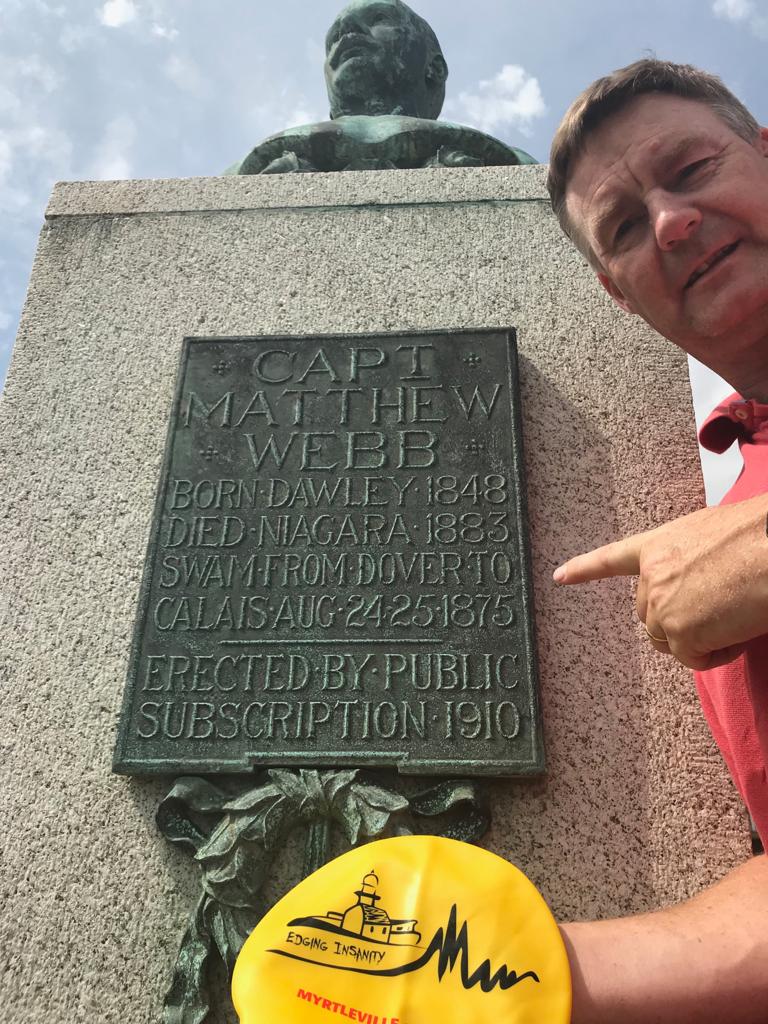 CAPT
MATTHEW
WEBB
BORN·DAWLEY·1848
DIED·NIAGARA·1883
SWAM·FROM·DOVER·TO
CALAIS·AUG·24·25·1875
ERECTED·BY·PUBLIC
SUBSCRIPTION·1910
EDGING INSANITY
MYRTLEVILLE